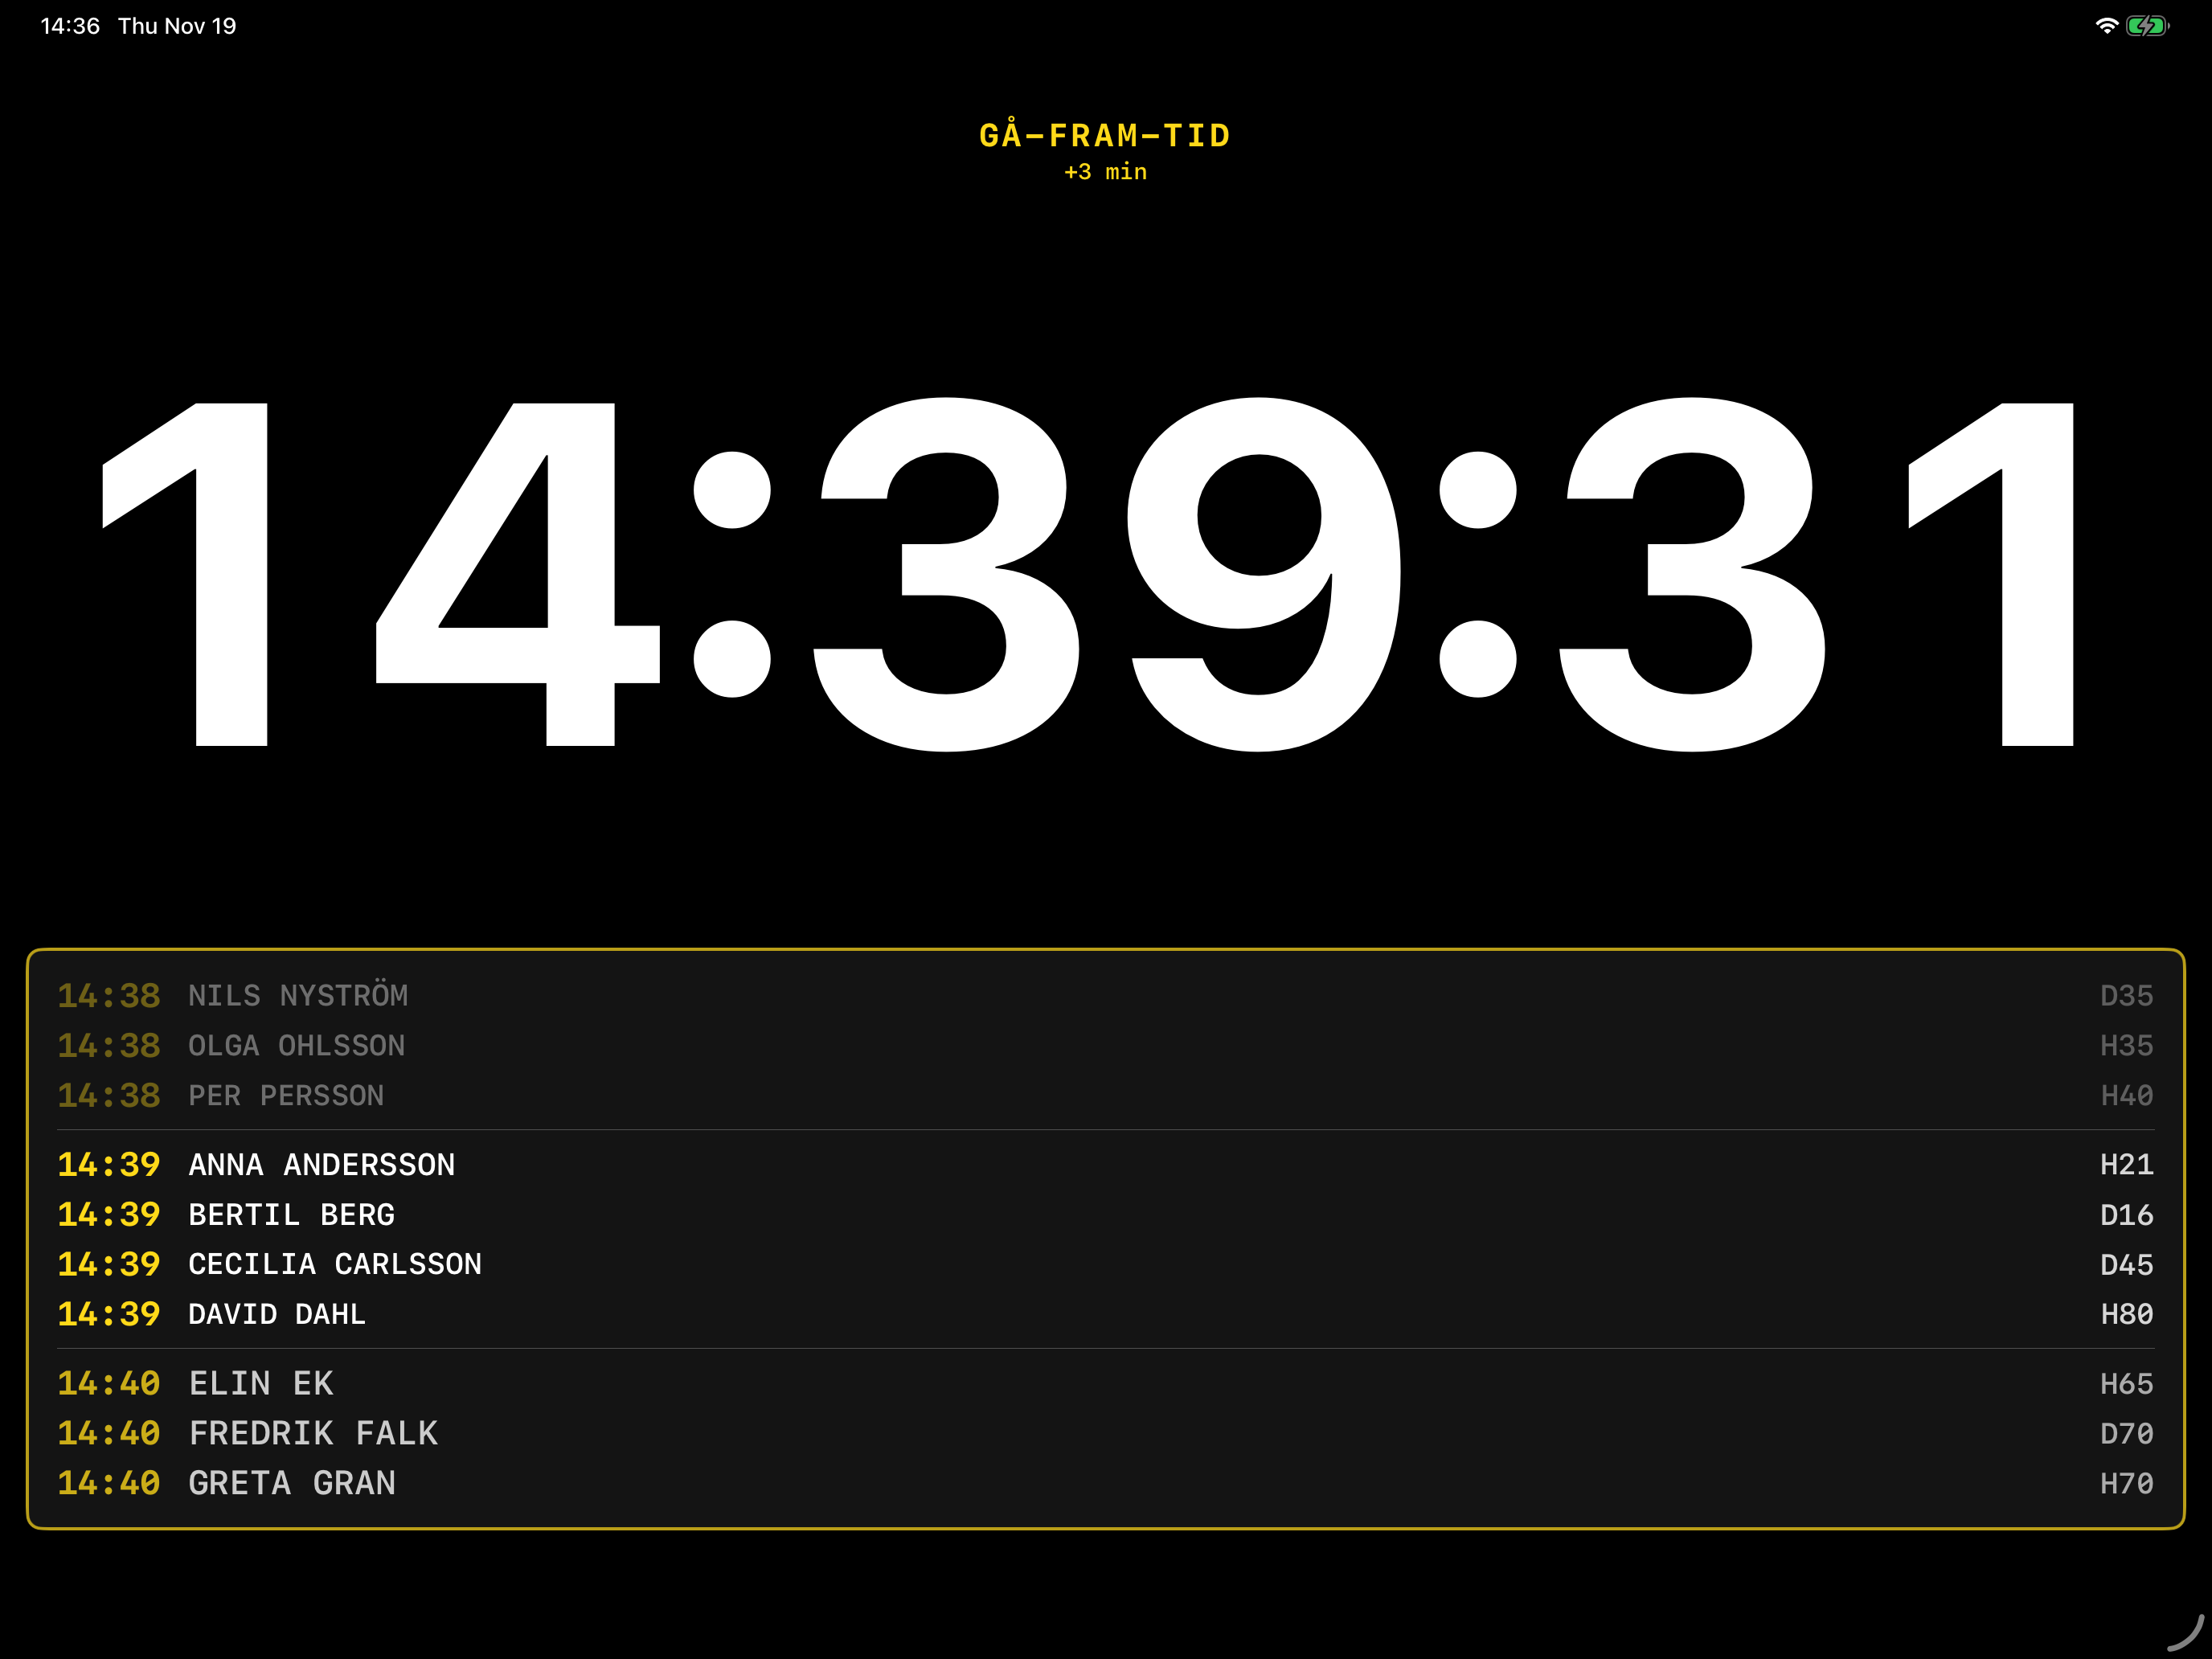 14:36 Thu Nov 19
GÅ-FRAM-TID
+3 min
14:39:31
14:38 NILS NYSTRÖM D35
14:38 OLGA OHLSSON H35
14:38 PER PERSSON H40
14:39 ANNA ANDERSSON H21
14:39 BERTIL BERG D16
14:39 CECILIA CARLSSON D45
14:39 DAVID DAHL H80
14:40 ELIN EK H65
14:40 FREDRIK FALK D70
14:40 GRETA GRAN H70